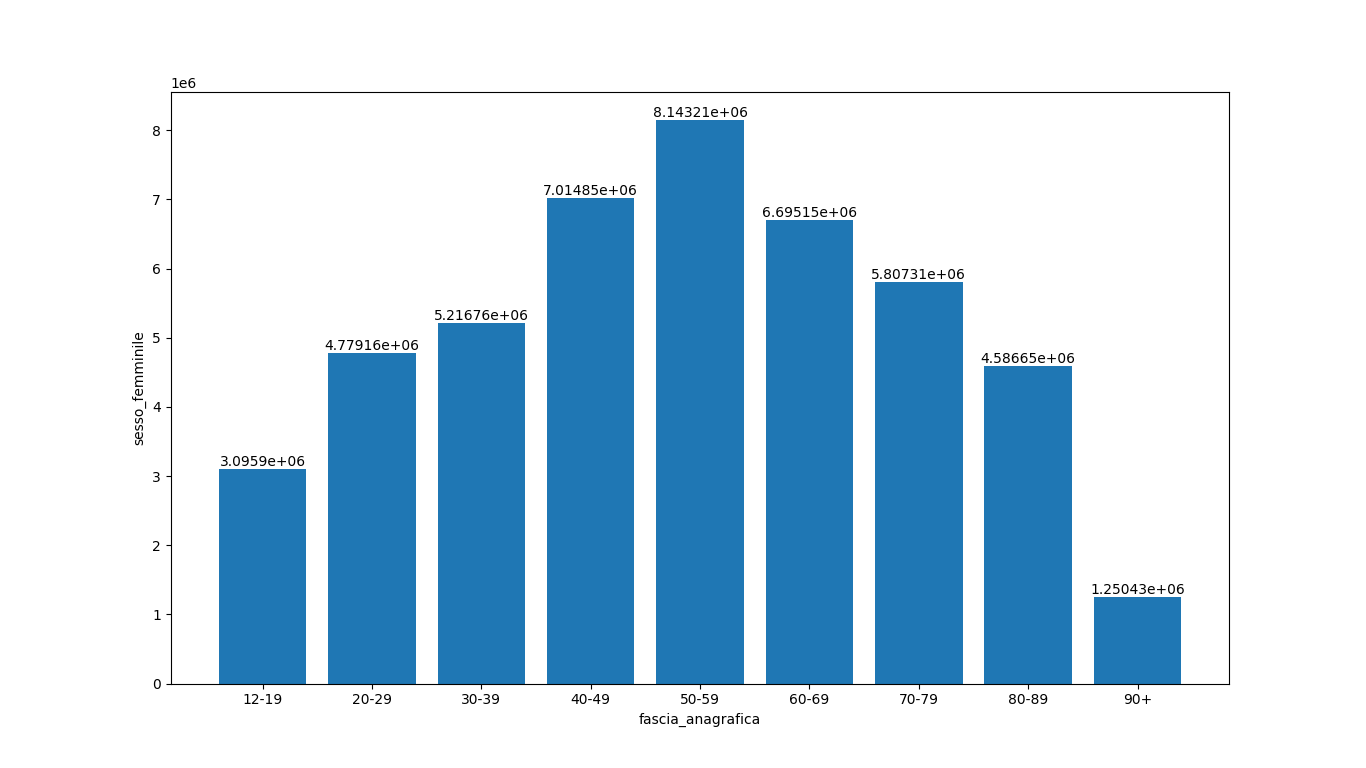 1e6
8.14321e+06
8
7.01485e+06
7
6.69515e+06
6
5.80731e+06
5.21676e+06
5
4.77916e+06
4.58665e+06
sesso_femminile
4
3.0959e+06
3
2
1.25043e+06
1
0
12-19 20-29 30-39 40-49 50-59 60-69 70-79 80-89 90+
fascia_anagrafica